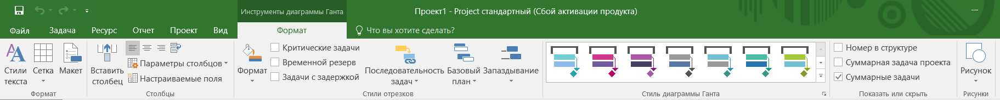 Инструменты диаграммы Ганта
Проект1 - Project стандартный (Сбой активации продукта)
Файл Задача Ресурс Отчет Проект Вид Формат Что вы хотите сделать?
Стили текста
Сетка
Макет
Формат
Вставить столбец
Параметры столбцов
Настраиваемые поля
Столбцы
Формат
Критические задачи
Временной резерв
Задачи с задержкой
Последовательность задач
Базовый план
Запаздывание
Стили отрезков
Стиль диаграммы Ганта
Номер в структуре
Суммарная задача проекта
Суммарные задачи
Показать или скрыть
Рисунок
Рисунки